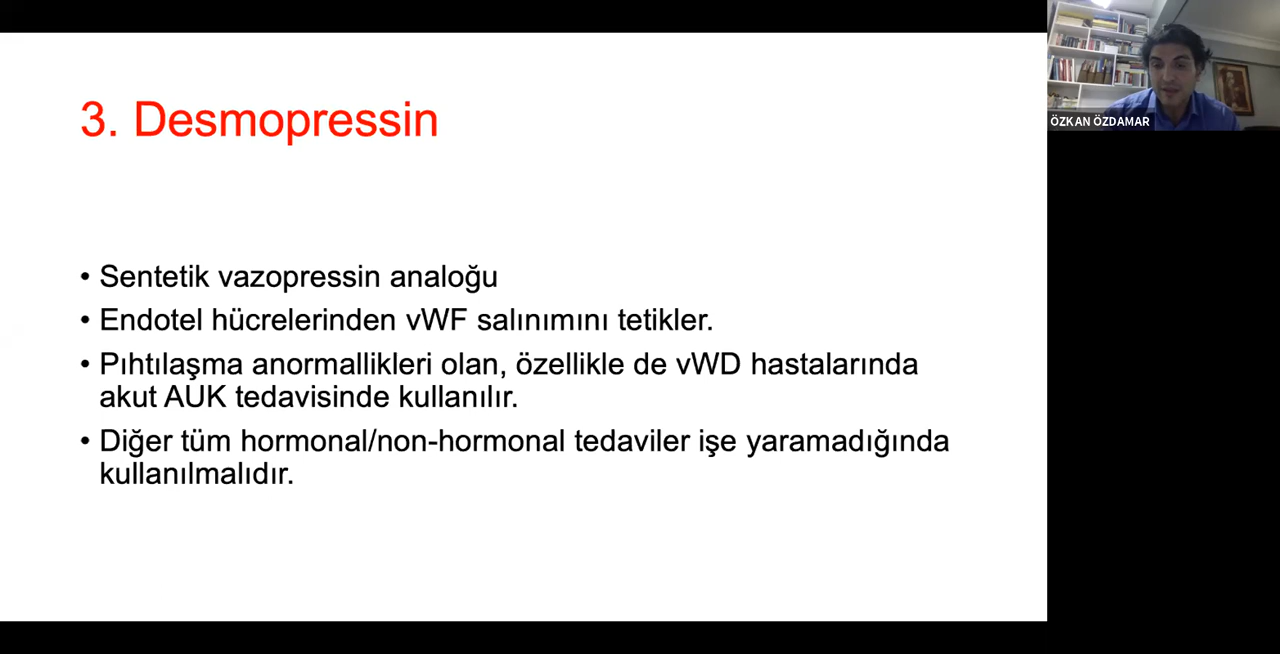 3. Desmopressin
• Sentetik vazopressin analoğu
• Endotel hücrelerinden vWF salınımını tetikler.
• Pıhtılaşma anormallikleri olan, özellikle de vWD hastalarında
akut AUK tedavisinde kullanılır.
• Diğer tüm hormonal/non-hormonal tedaviler işe yaramadığında
kullanılmalıdır.
ÖZKAN ÖZDAMAR